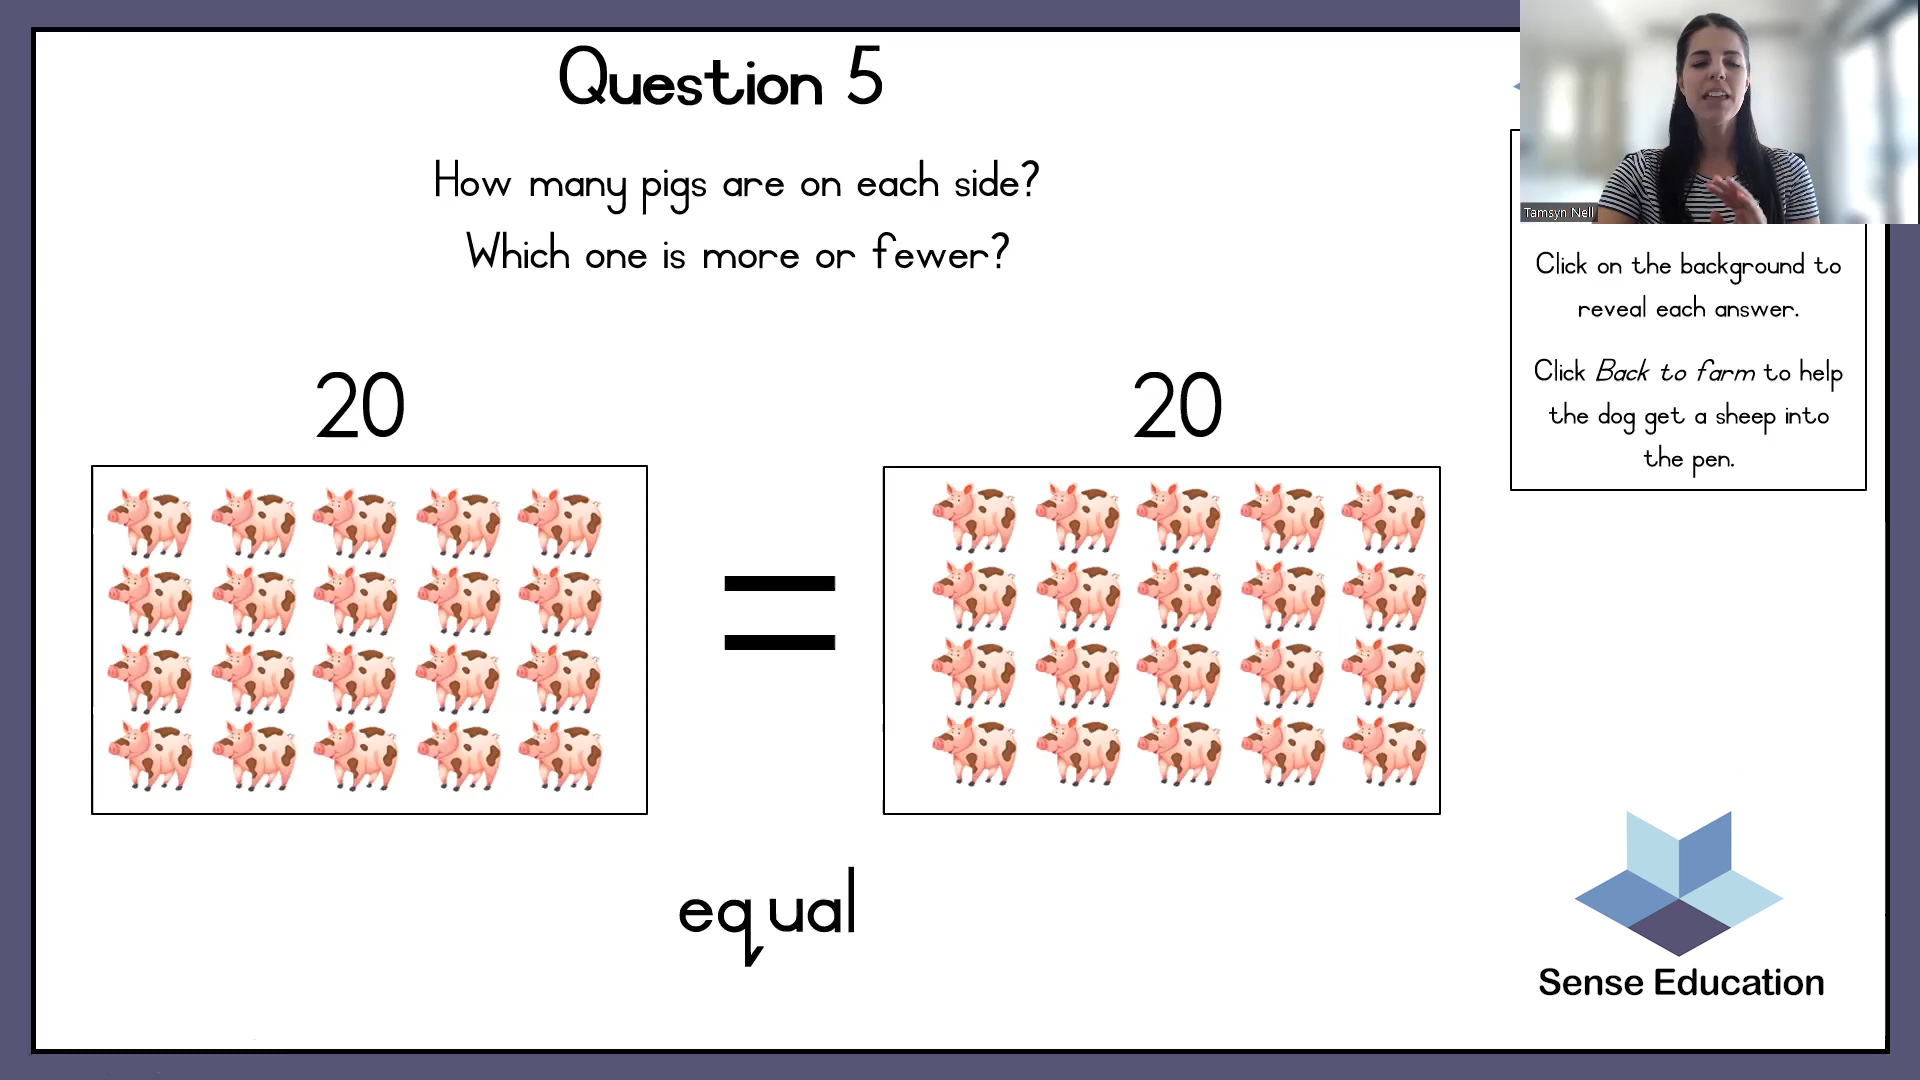 Question 5
How many pigs are on each side?
Which one is more or fewer?
20
20
=
equal
Tamsyn Nell
Click on the background to
reveal each answer.
Click Back to farm to help
the dog get a sheep into
the pen.
Sense Education